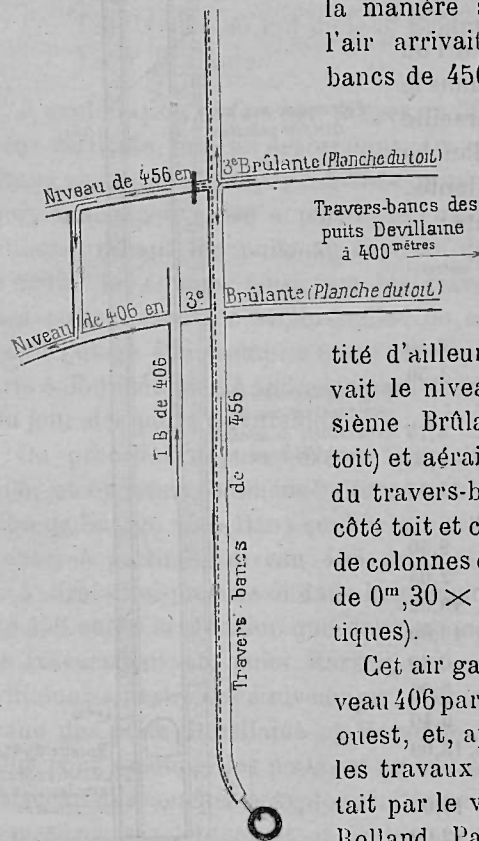 la manière
l'air arrivait
bancs de 456
Niveau de 456 en 3e Brûlante (Planche du toit)
Travers-bancs des
puits Devillaine
à 400 mètres
Niveau de 406 en 3e Brûlante (Planche du toit)
TB de 406
Travers-bancs de 456
tité d'ailleur
vait le nivea
sième Brûla
toit) et aérai
du travers-b
côté toit et c
de colonnes
de 0m,30 ×
tiques).
Cet air ga
veau 406 par
ouest, et, ap
les travaux
tait par le v
Rolland. Pa